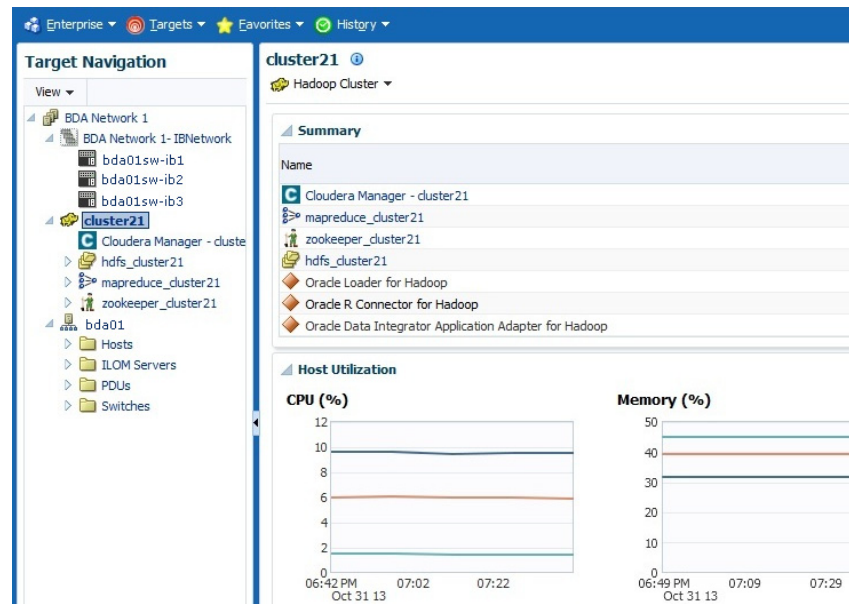 Enterprise Targets Favorites History
Target Navigation
View
BDA Network 1
BDA Network 1- IBNetwork
bda01sw-ib1
bda01sw-ib2
bda01sw-ib3
cluster21
Cloudera Manager - cluste
hdfs_cluster21
mapreduce_cluster21
zookeeper_cluster21
bda01
Hosts
ILOM Servers
PDUs
Switches
cluster21
Hadoop Cluster
Summary
Name
Cloudera Manager - cluster21
mapreduce_cluster21
zookeeper_cluster21
hdfs_cluster21
Oracle Loader for Hadoop
Oracle R Connector for Hadoop
Oracle Data Integrator Application Adapter for Hadoop
Host Utilization
CPU (%)
12
10
8
6
4
2
0
06:42 PM 07:02 07:22
Oct 31 13
Memory (%)
50
40
30
20
10
0
06:49 PM 07:09 07:29
Oct 31 13